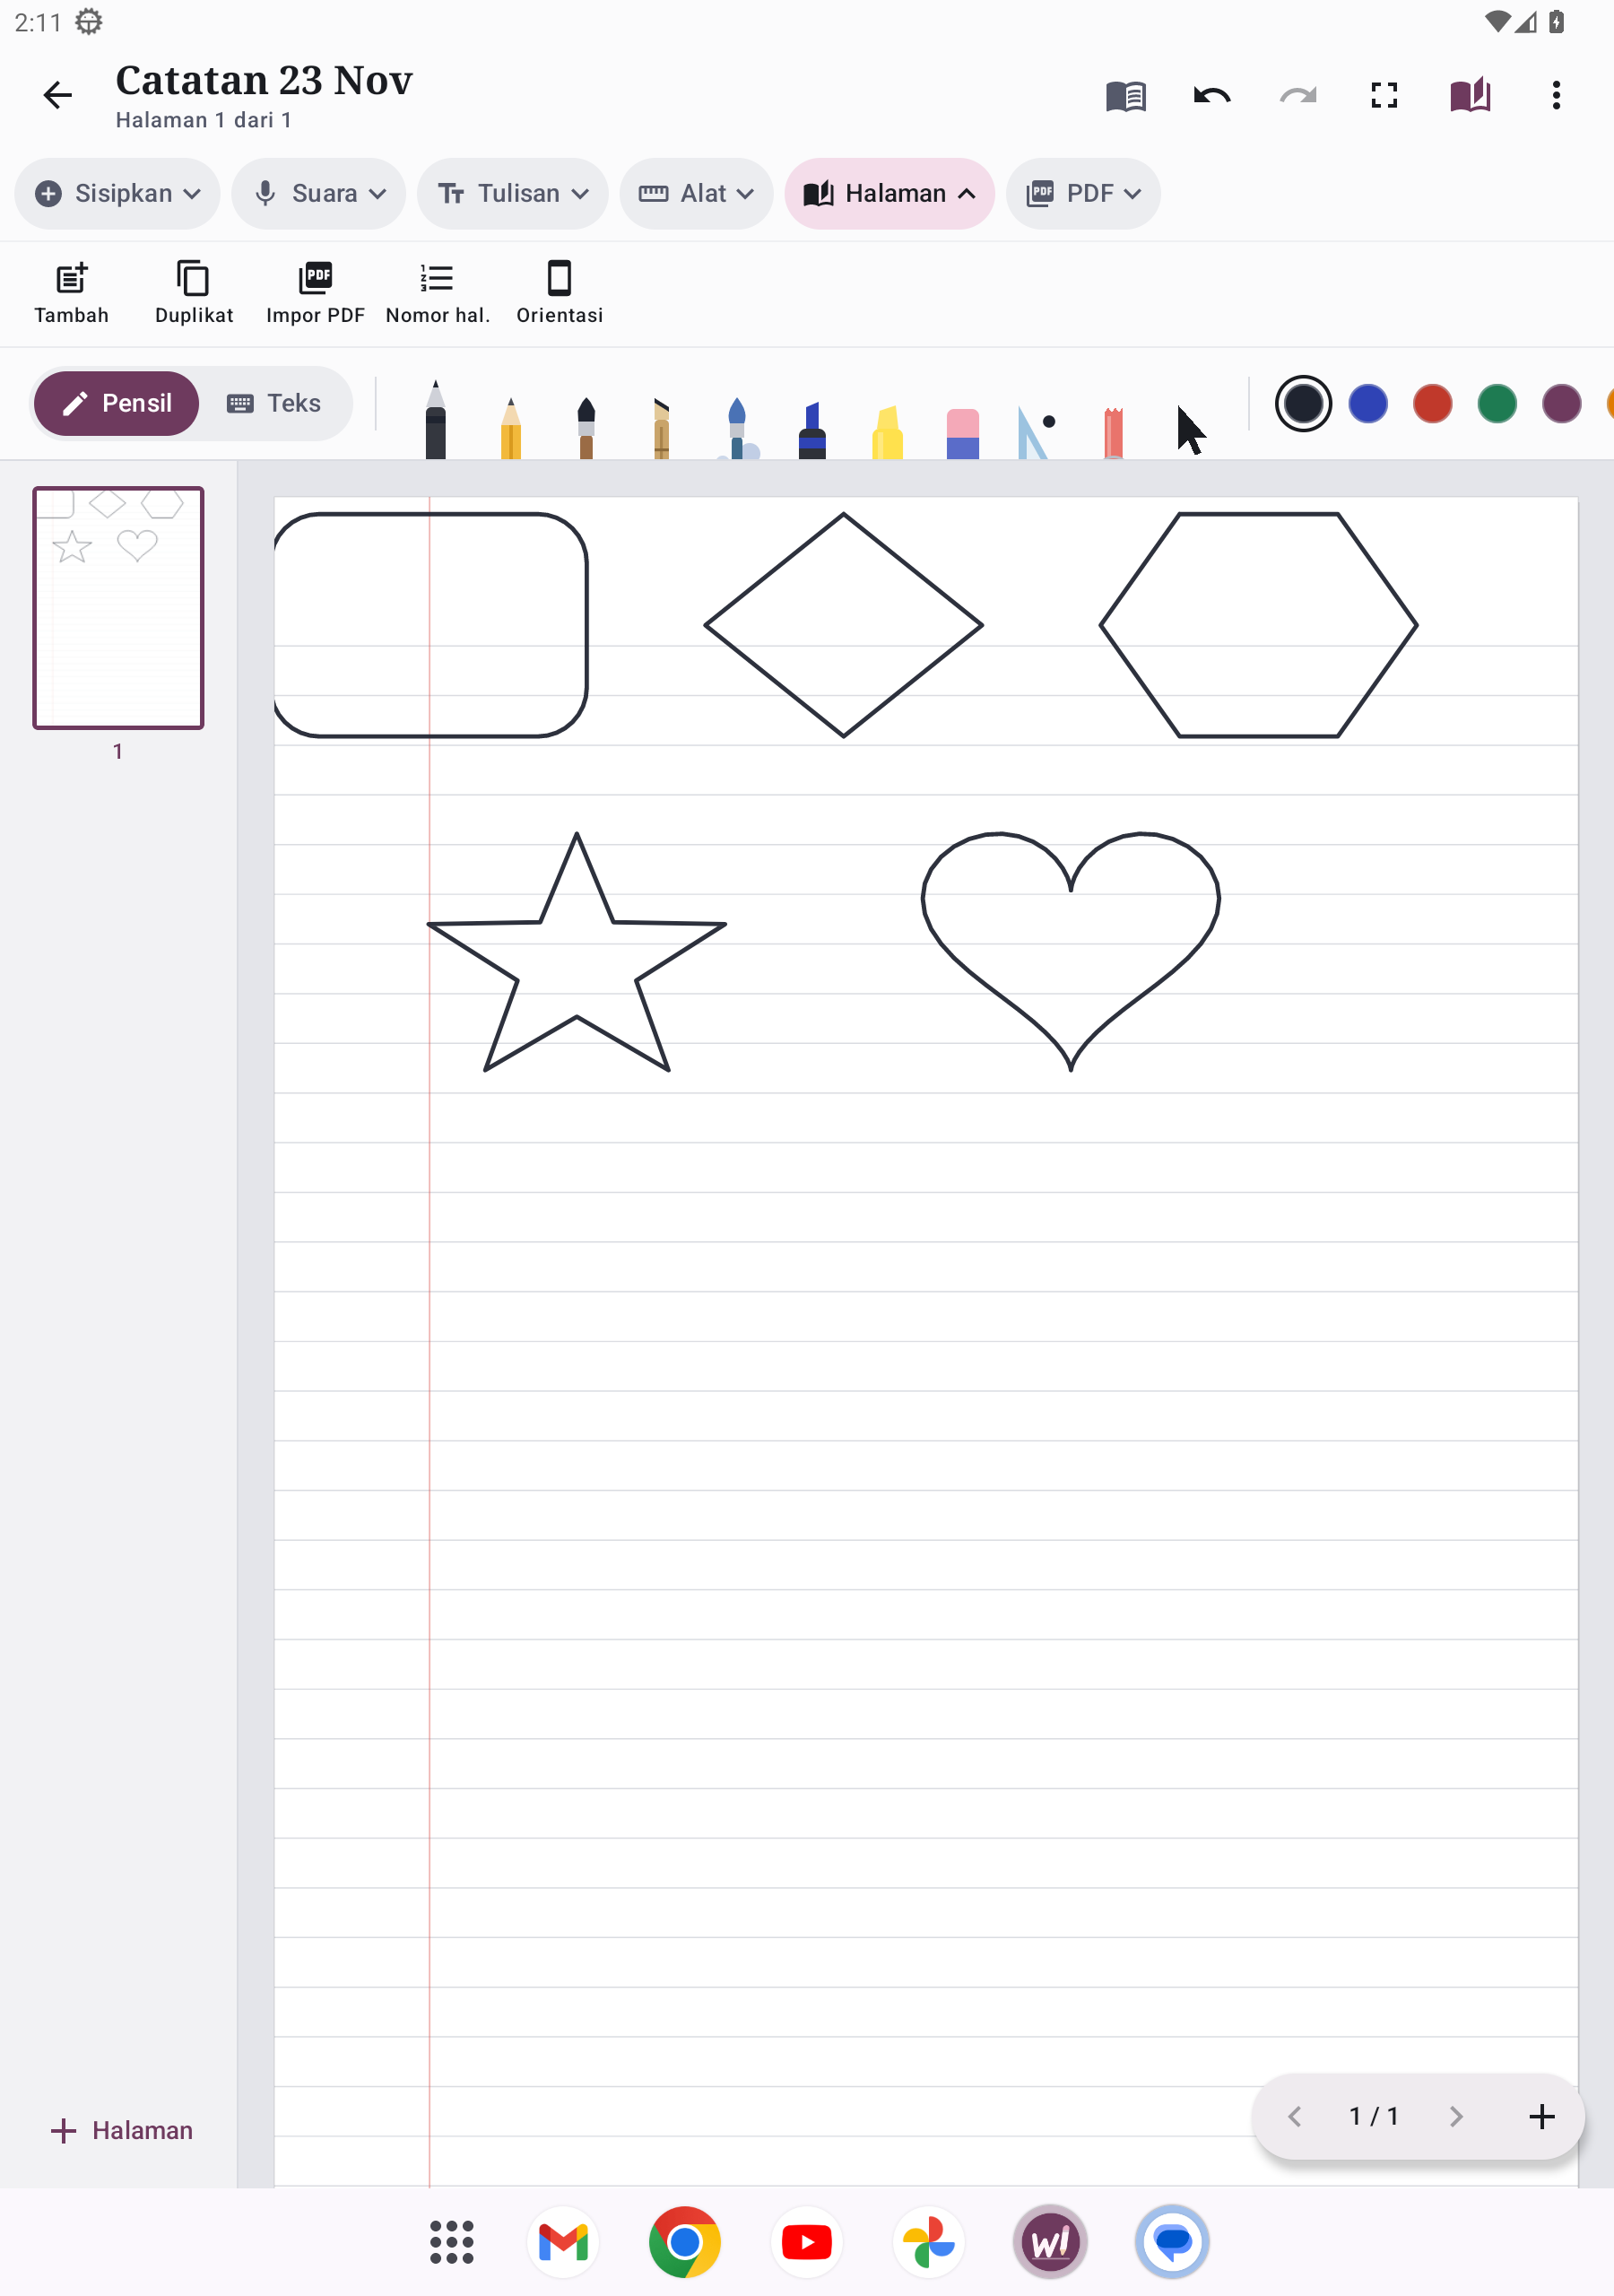 2:11
Catatan 23 Nov
Halaman 1 dari 1
Sisipkan Suara Tulisan Alat Halaman PDF
Tambah Duplikat Impor PDF Nomor hal. Orientasi
Pensil Teks
1
Halaman
1 / 1